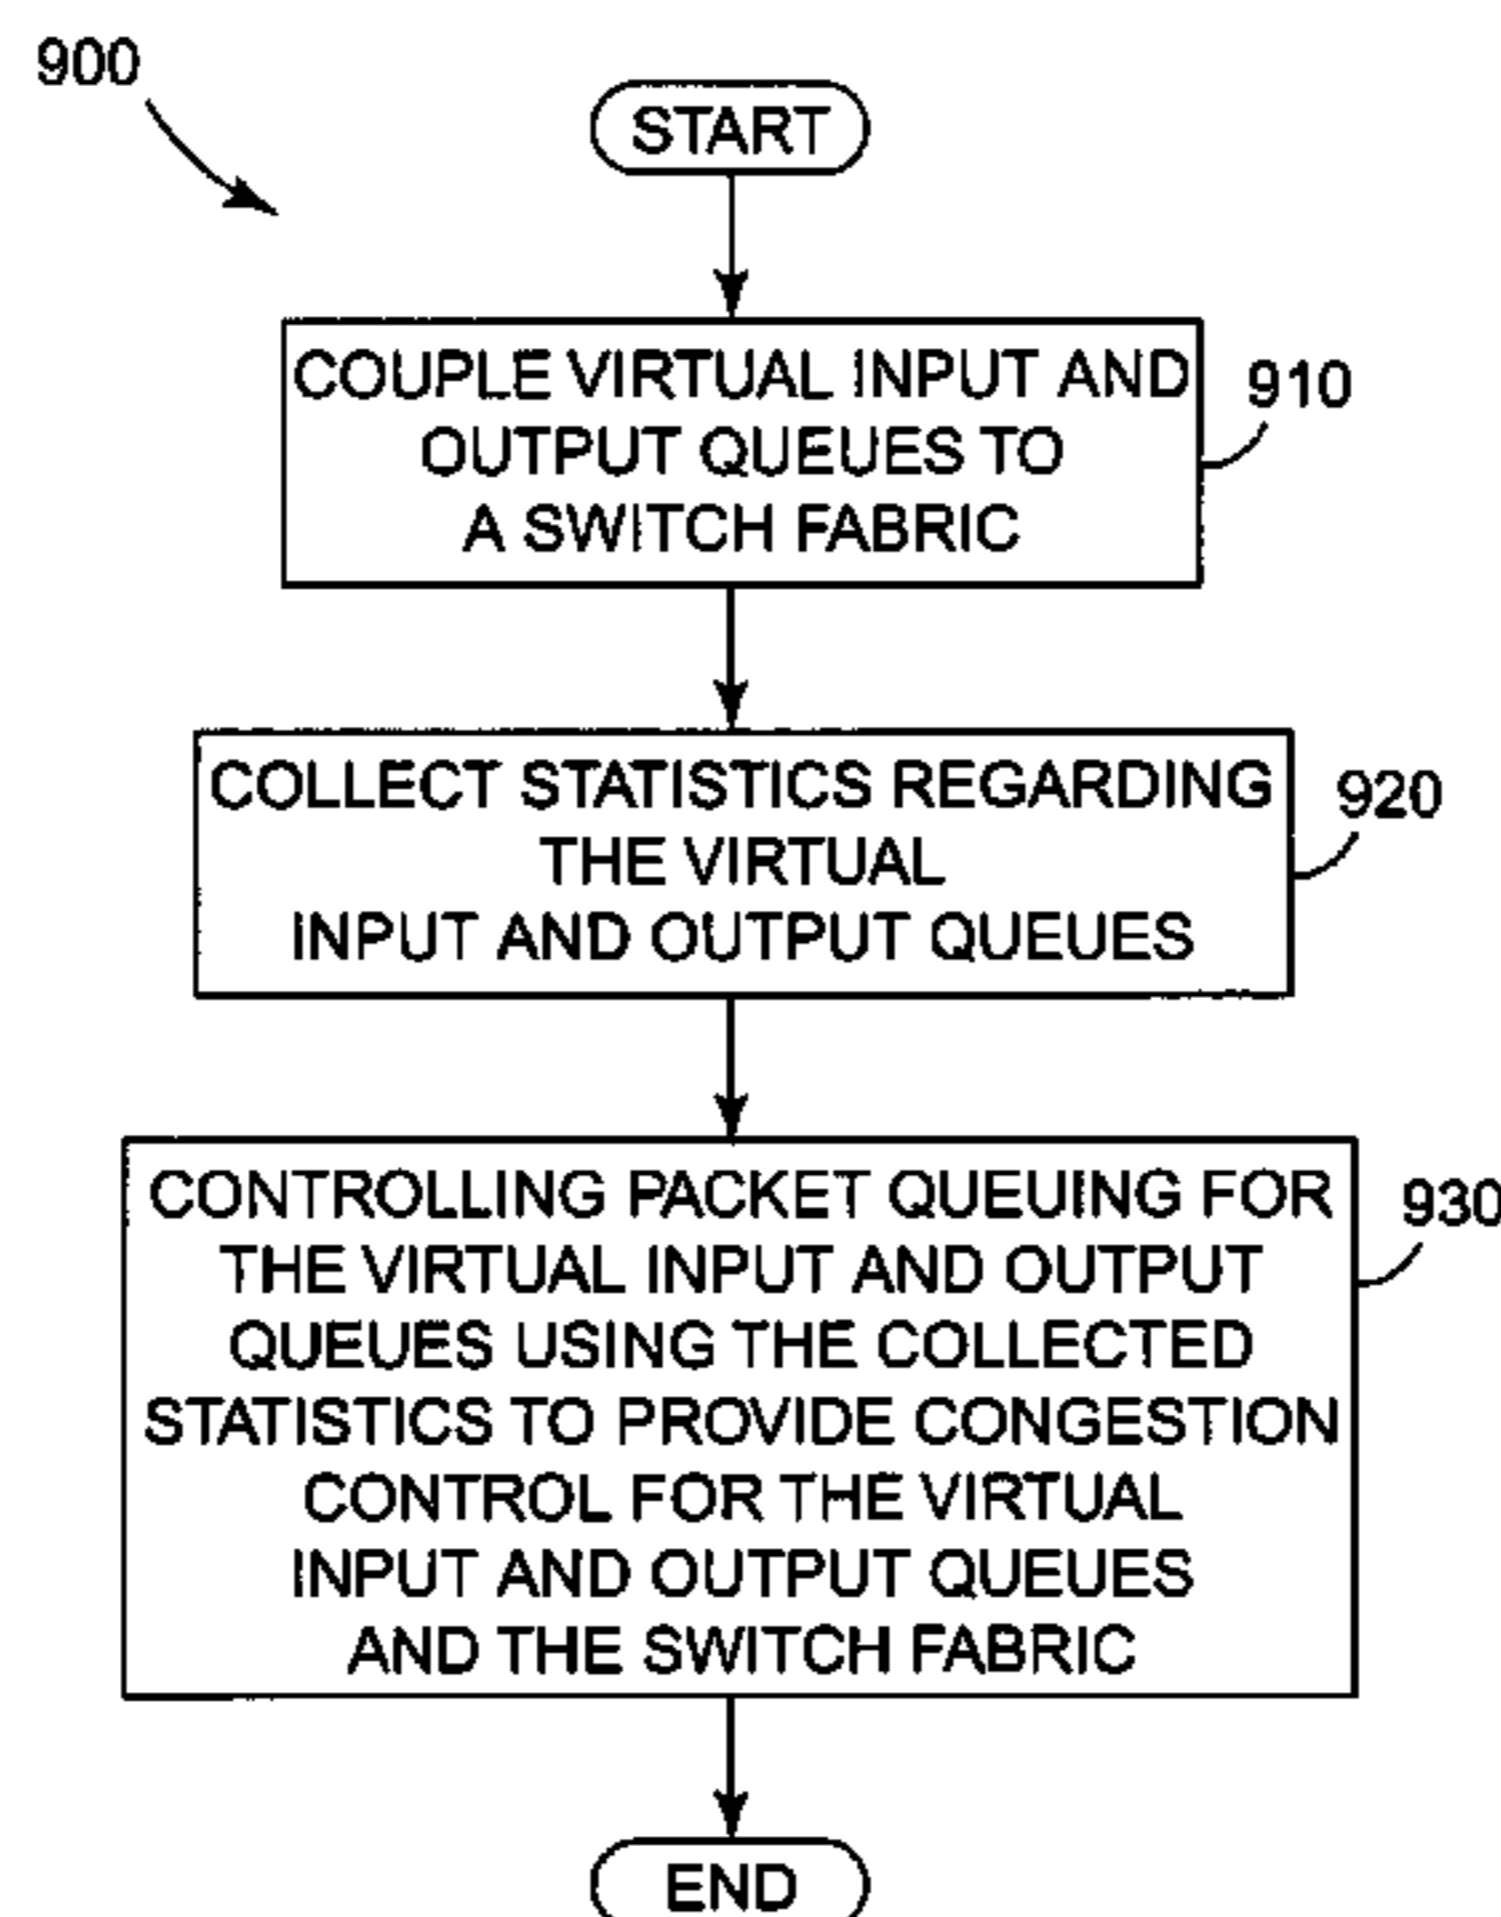 900
START
COUPLE VIRTUAL INPUT AND
OUTPUT QUEUES TO
A SWITCH FABRIC
910
COLLECT STATISTICS REGARDING
THE VIRTUAL
INPUT AND OUTPUT QUEUES
920
CONTROLLING PACKET QUEUING FOR
THE VIRTUAL INPUT AND OUTPUT
QUEUES USING THE COLLECTED
STATISTICS TO PROVIDE CONGESTION
CONTROL FOR THE VIRTUAL
INPUT AND OUTPUT QUEUES
AND THE SWITCH FABRIC
930
END